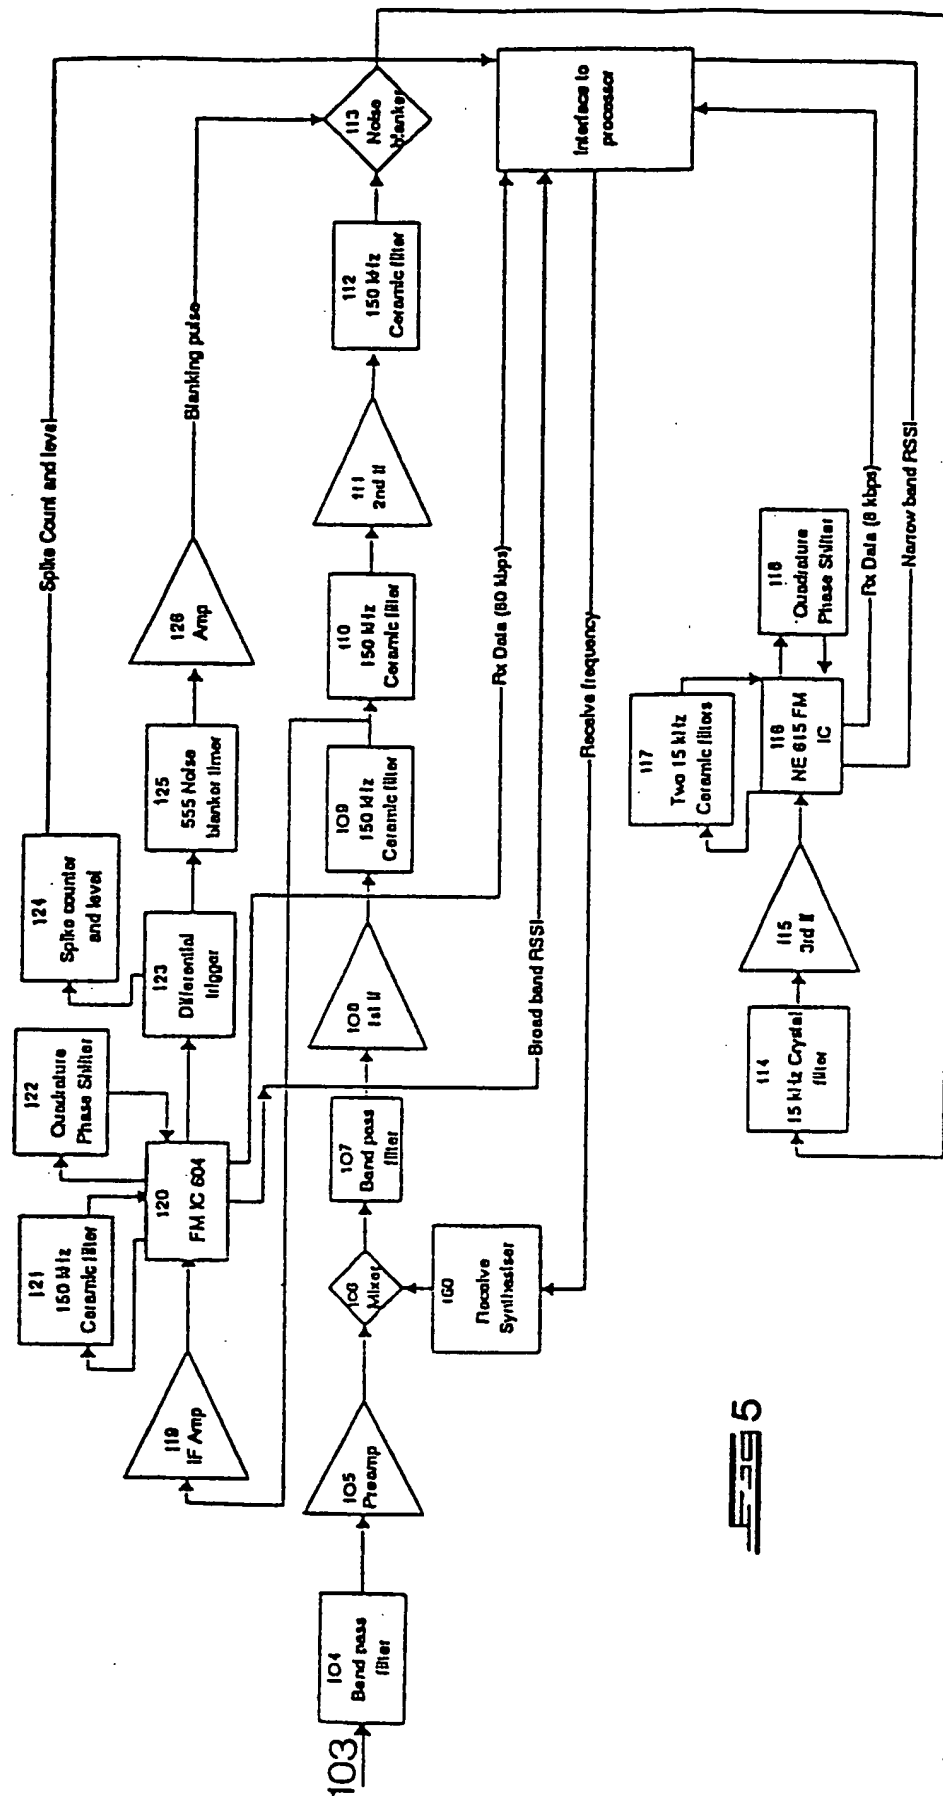 103
104
Band pass
filter
105
Preamp
106
Mixer
160
Receive
Synthesiser
107
Band pass
filter
108
1st If
109
150 kHz
Ceramic filter
110
150 kHz
Ceramic filter
111
2nd If
112
150 kHz
Ceramic filter
113
Noise
blanker
119
IF Amp
120
FM IC 604
121
150 kHz
Ceramic filter
122
Quadrature
Phase Shifter
123
Differential
trigger
124
Spike counter
and level
125
555 Noise
blanker timer
126
Amp
Blanking pulse
Spike Count and level
Rx Data (80 kbps)
Broad band RSSI
Receive frequency
Interface to
processor
114
15 kHz Crystal
filter
115
3rd If
116
NE 615 FM
IC
117
Two 15 kHz
Ceramic filters
118
Quadrature
Phase Shifter
Rx Data (8 kbps)
Narrow band RSSI
5